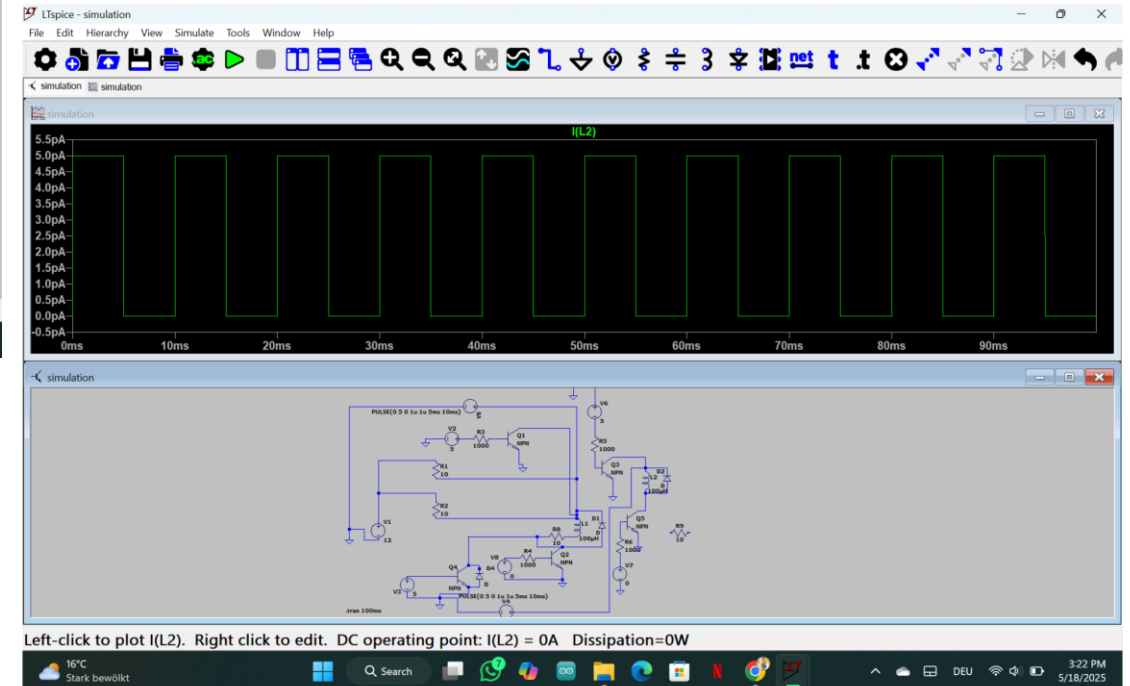 LTspice - simulation
File Edit Hierarchy View Simulate Tools Window Help
.ac net t .t
simulation simulation
simulation
I(L2)
5.5pA
5.0pA
4.5pA
4.0pA
3.5pA
3.0pA
2.5pA
2.0pA
1.5pA
1.0pA
0.5pA
0.0pA
-0.5pA
0ms 10ms 20ms 30ms 40ms 50ms 60ms 70ms 80ms 90ms
simulation
PULSE(0 5 0 1u 1u 5ms 10ms)
V6
5
V2
5
R3
1000
Q1
NPN
R5
1000
Q3
NPN
R1
10
L2
100µH
D2
D
R2
10
V1
12
L1
100µH
D1
D
Q5
NPN
R8
10
R9
10
R6
1000
R4
1000
Q2
NPN
V8
0
V7
0
Q4
NPN
D4
D
V3
5
PULSE(0 5 0 1u 1u 5ms 10ms)
.tran 100ms
Left-click to plot I(L2). Right click to edit. DC operating point: I(L2) = 0A Dissipation=0W
16°C
Stark bewölkt
Search
7
DEU
3:22 PM
5/18/2025